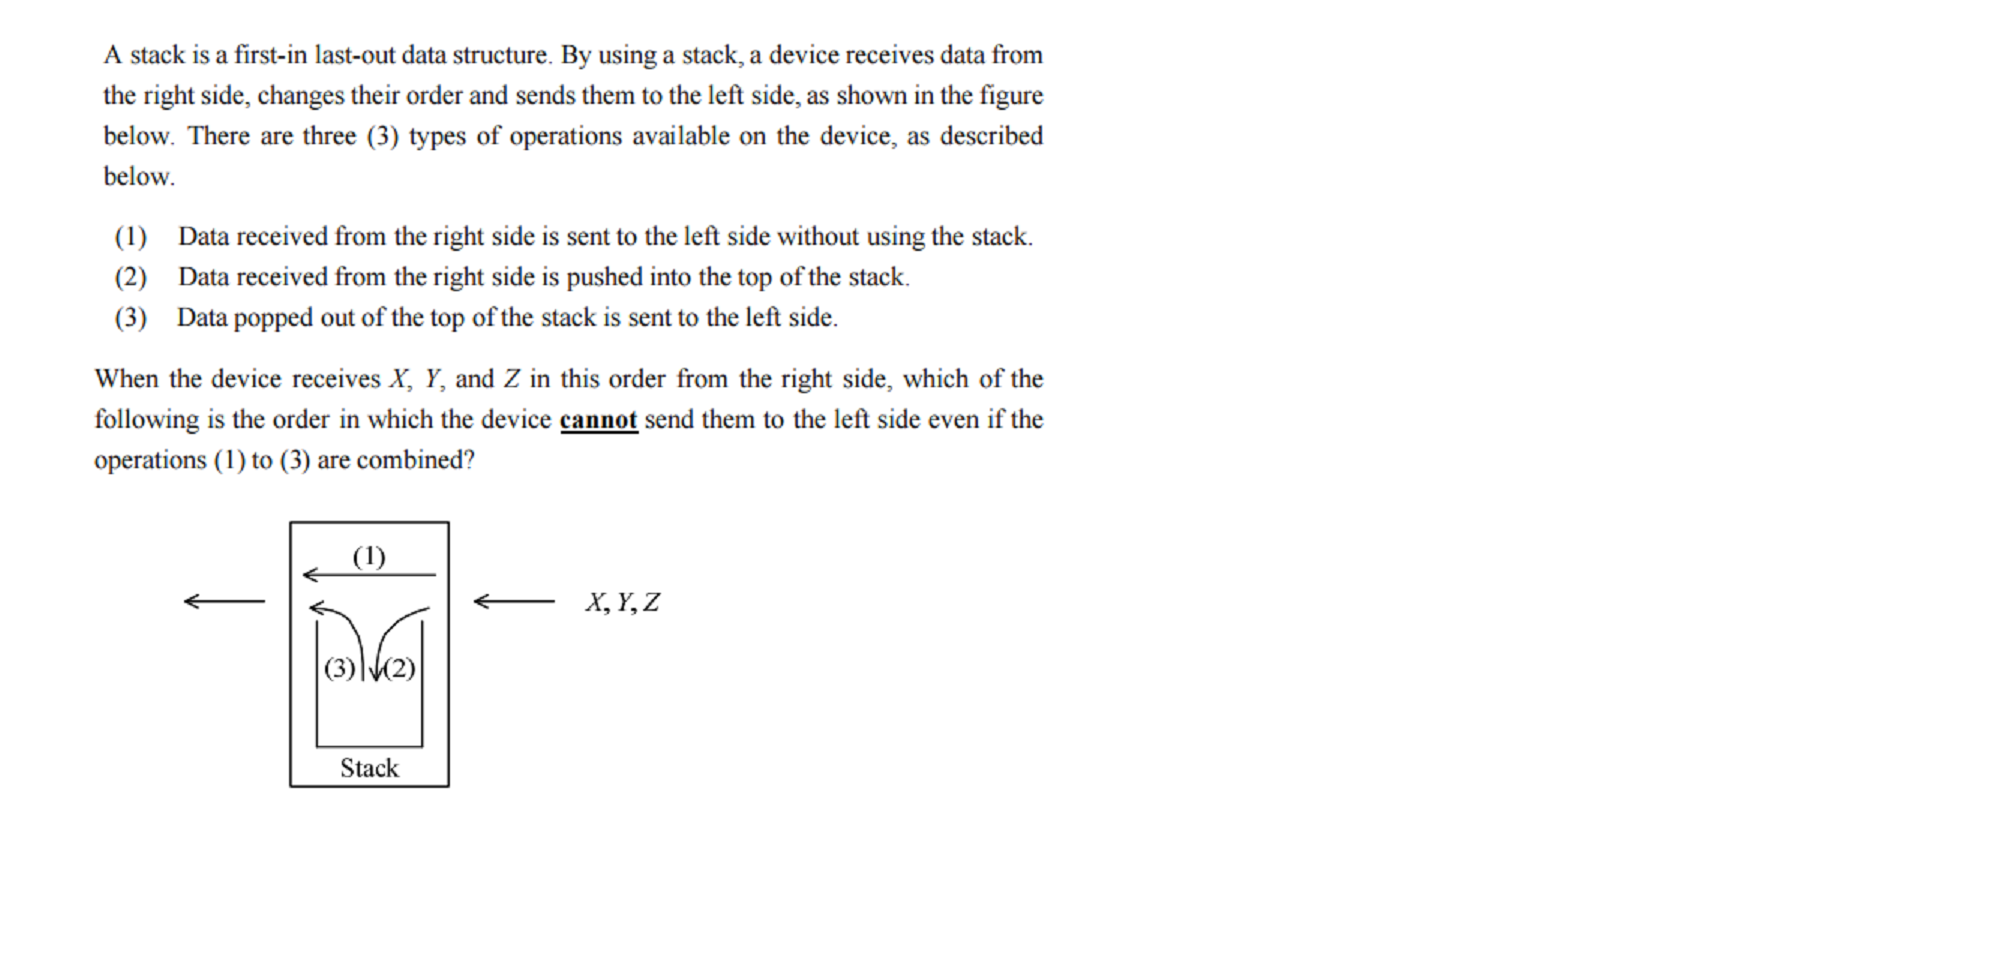 A stack is a first-in last-out data structure. By using a stack, a device receives data from
the right side, changes their order and sends them to the left side, as shown in the figure
below. There are three (3) types of operations available on the device, as described
below.
(1) Data received from the right side is sent to the left side without using the stack.
(2) Data received from the right side is pushed into the top of the stack.
(3) Data popped out of the top of the stack is sent to the left side.
When the device receives X, Y, and Z in this order from the right side, which of the
following is the order in which the device cannot send them to the left side even if the
operations (1) to (3) are combined?
(1)
X, Y, Z
(3) (2)
Stack